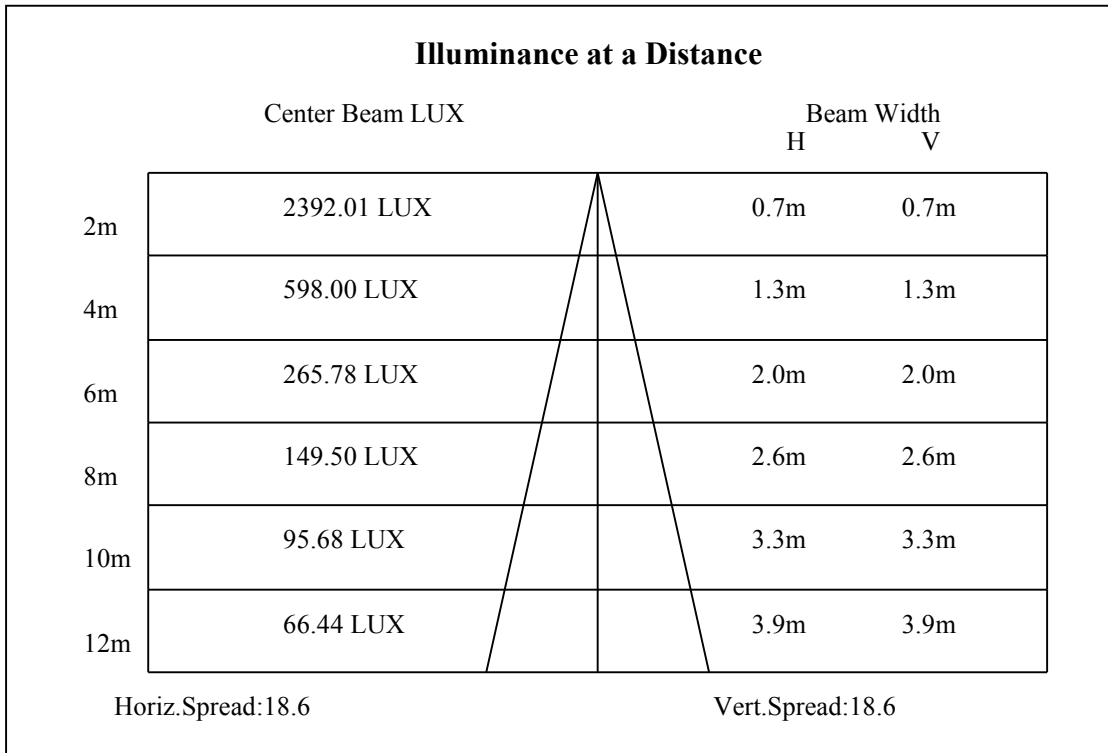 Illuminance at a Distance
Center Beam LUX Beam Width
H V
2m 2392.01 LUX 0.7m 0.7m
4m 598.00 LUX 1.3m 1.3m
6m 265.78 LUX 2.0m 2.0m
8m 149.50 LUX 2.6m 2.6m
10m 95.68 LUX 3.3m 3.3m
12m 66.44 LUX 3.9m 3.9m
Horiz.Spread:18.6 Vert.Spread:18.6